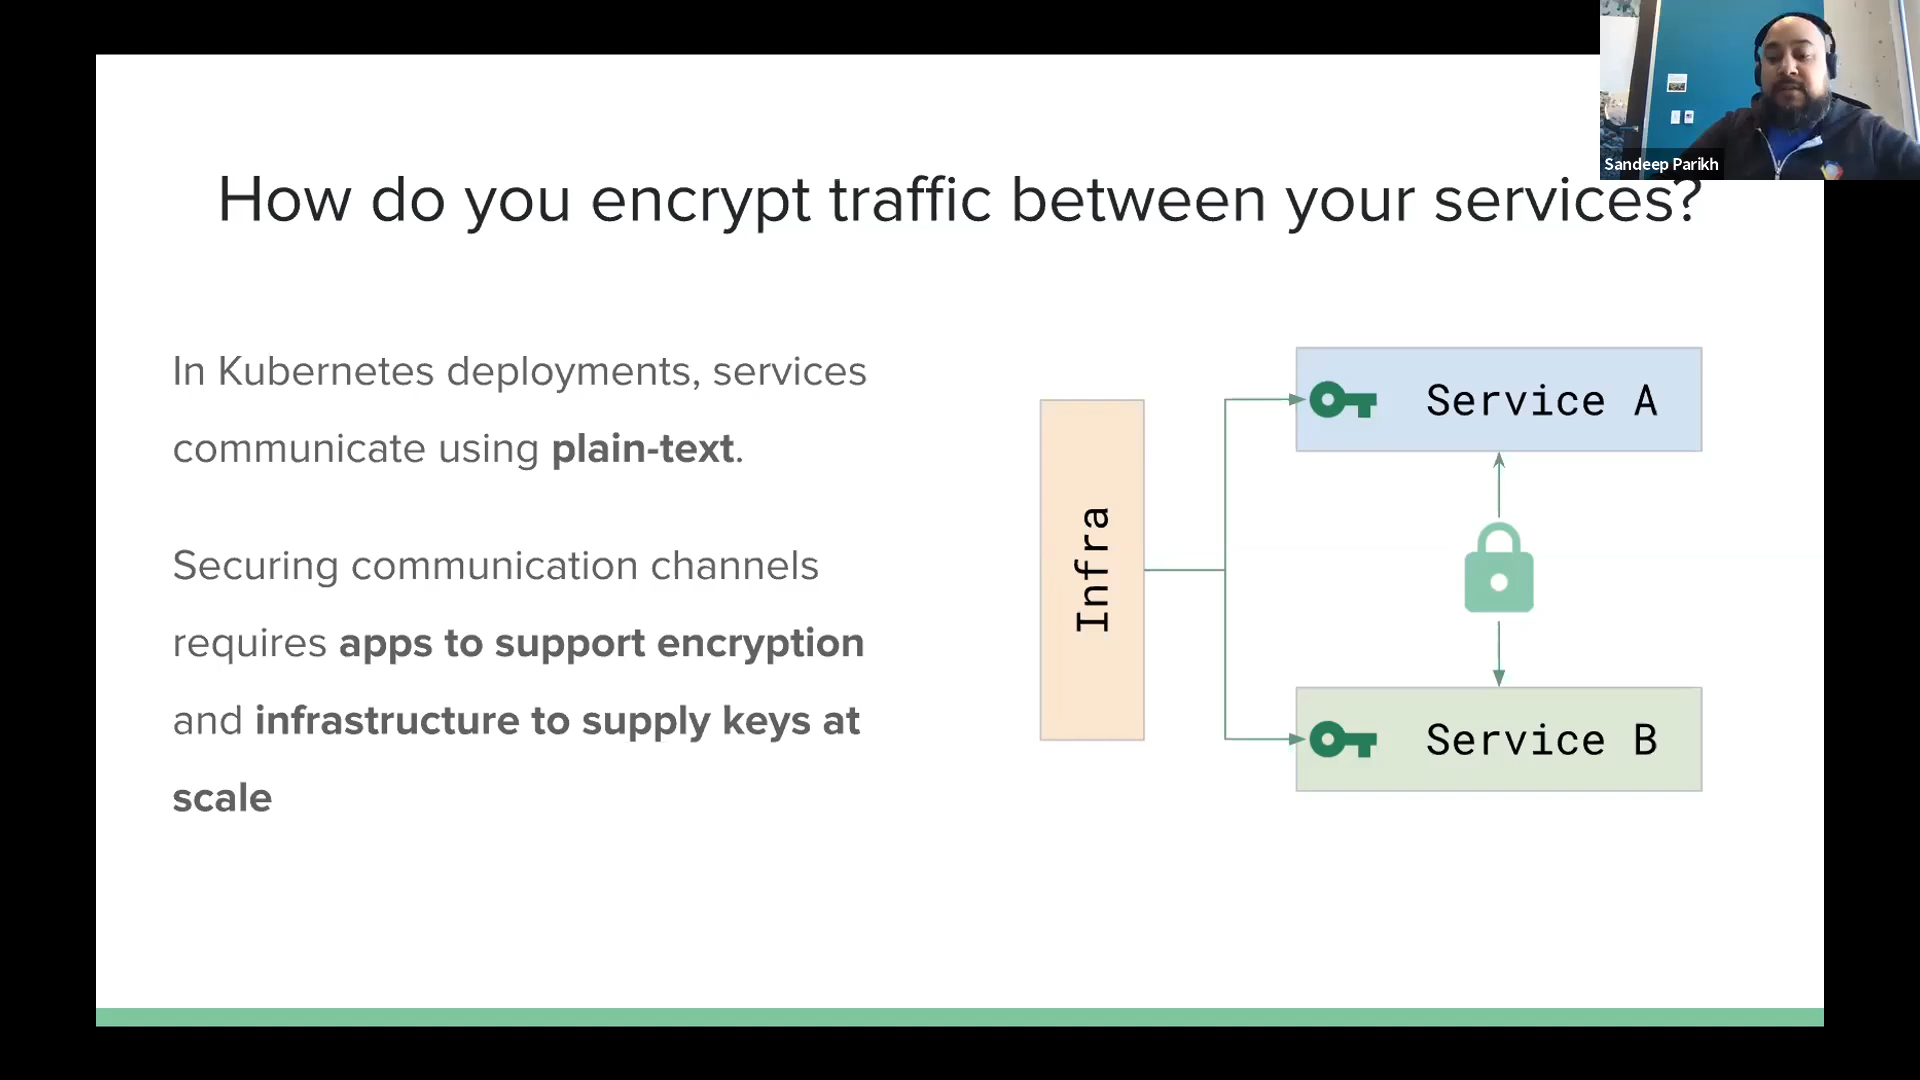 Sandeep Parikh
How do you encrypt traffic between your services?
In Kubernetes deployments, services
communicate using plain-text.
Securing communication channels
requires apps to support encryption
and infrastructure to supply keys at
scale
Infra
Service A
Service B